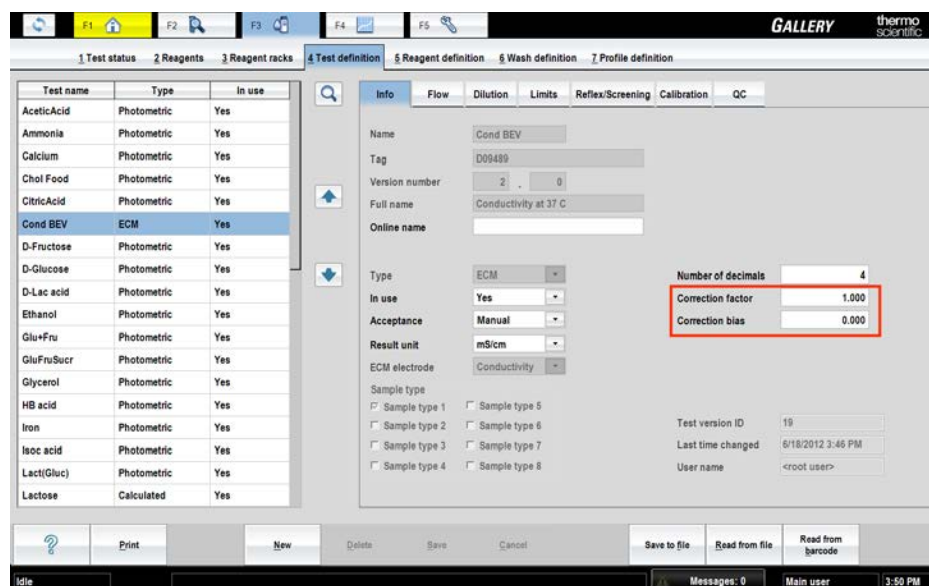 F1 F2 F3 F4 F5 GALLERY thermo scientific
1 Test status 2 Reagents 3 Reagent racks 4 Test definition 5 Reagent definition 6 Wash definition 7 Profile definition
Test name Type In use
AceticAcid Photometric Yes
Ammonia Photometric Yes
Calcium Photometric Yes
Chol Food Photometric Yes
CitricAcid Photometric Yes
Cond BEV ECM Yes
D-Fructose Photometric Yes
D-Glucose Photometric Yes
D-Lac acid Photometric Yes
Ethanol Photometric Yes
Glu+Fru Photometric Yes
GluFruSucr Photometric Yes
Glycerol Photometric Yes
HB acid Photometric Yes
Iron Photometric Yes
Isoc acid Photometric Yes
Lact(Gluc) Photometric Yes
Lactose Calculated Yes
Info Flow Dilution Limits Reflex/Screening Calibration QC
Name Cond BEV
Tag D09489
Version number 2 . 0
Full name Conductivity at 37 C
Online name
Type ECM Number of decimals 4
In use Yes Correction factor 1.000
Acceptance Manual Correction bias 0.000
Result unit mS/cm
ECM electrode Conductivity
Sample type
Sample type 1 Sample type 5
Sample type 2 Sample type 6 Test version ID 19
Sample type 3 Sample type 7 Last time changed 6/18/2012 3:46 PM
Sample type 4 Sample type 8 User name <root user>
? Print New Delete Save Cancel Save to file Read from file Read from barcode
Idle Messages: 0 Main user 3:50 PM